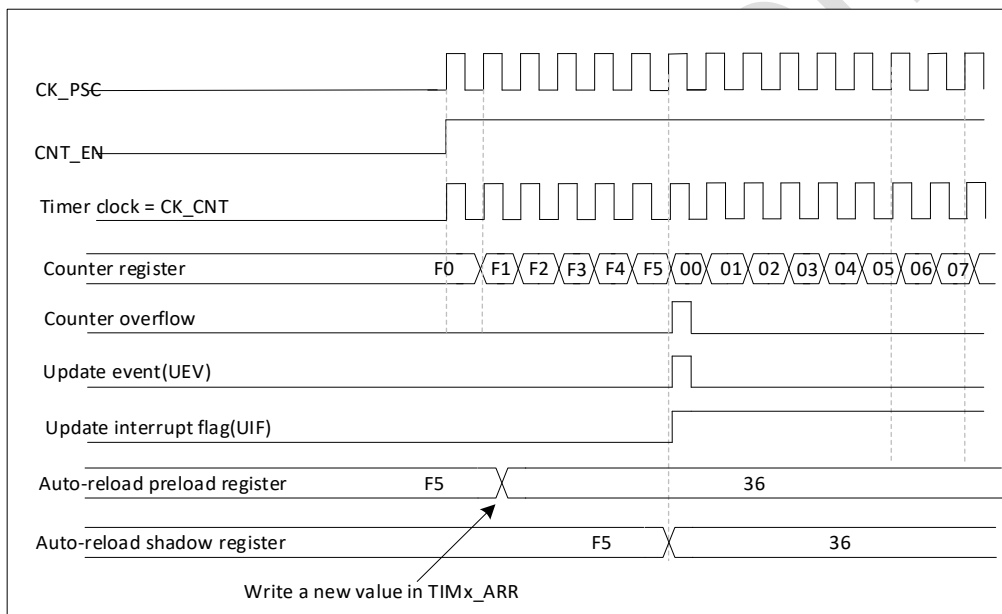 CK_PSC
CNT_EN
Timer clock = CK_CNT
Counter register F0 F1 F2 F3 F4 F5 00 01 02 03 04 05 06 07
Counter overflow
Update event(UEV)
Update interrupt flag(UIF)
Auto-reload preload register F5 36
Auto-reload shadow register F5 36
Write a new value in TIMx_ARR